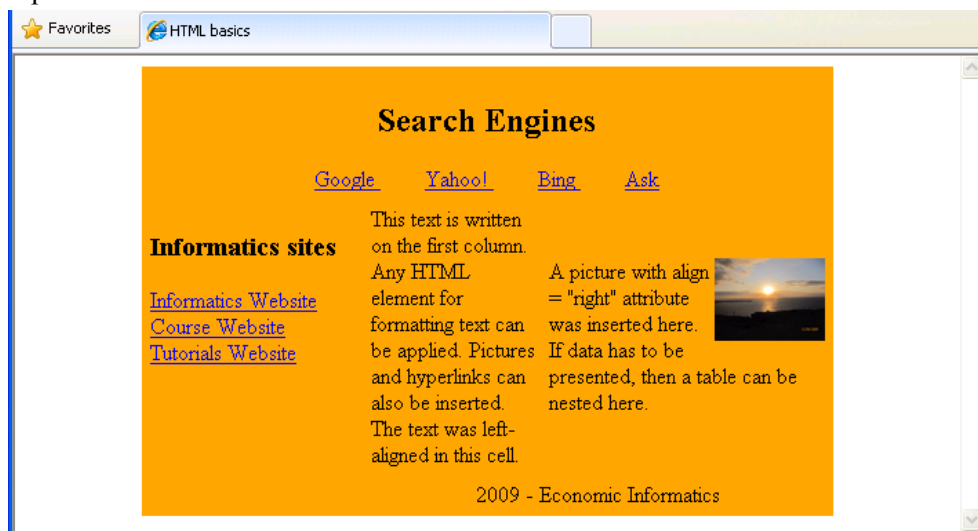 Favorites
HTML basics
Search Engines
Google Yahoo! Bing Ask
Informatics sites
Informatics Website
Course Website
Tutorials Website
This text is written
on the first column.
Any HTML
element for
formatting text can
be applied. Pictures
and hyperlinks can
also be inserted.
The text was left-
aligned in this cell.
A picture with align
= "right" attribute
was inserted here.
If data has to be
presented, then a table can be
nested here.
2009 - Economic Informatics